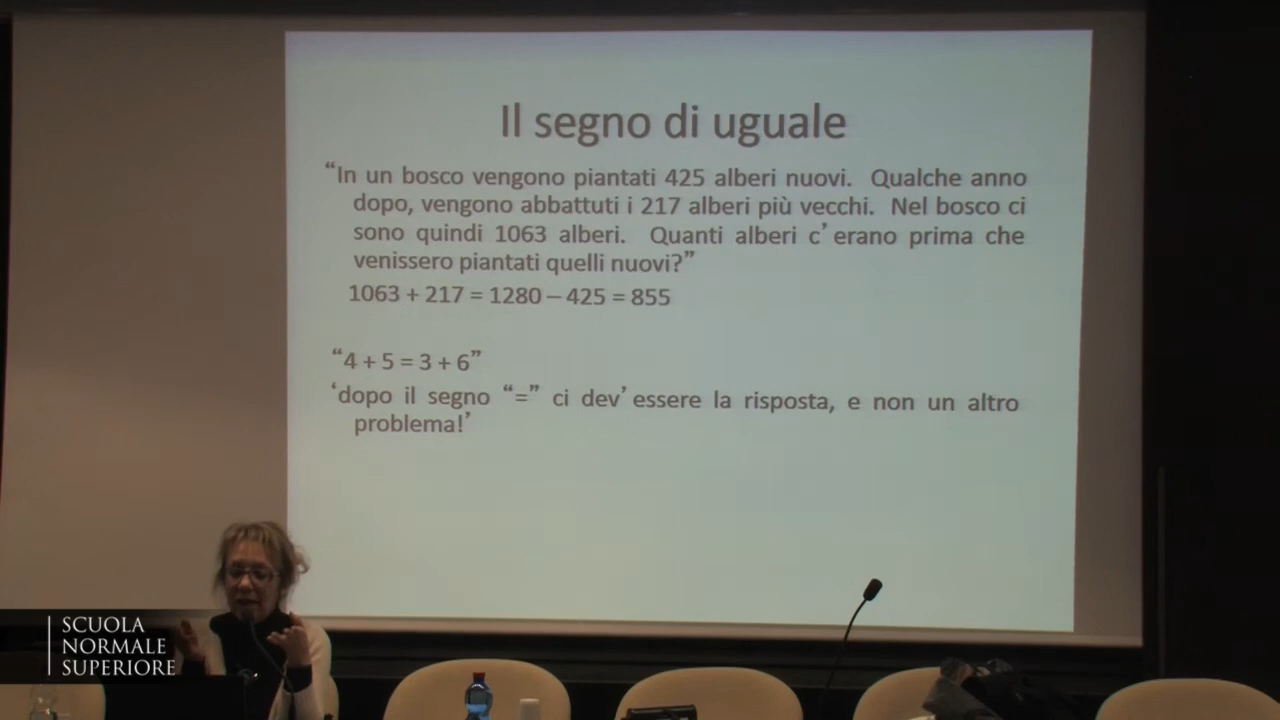 Il segno di uguale
“In un bosco vengono piantati 425 alberi nuovi. Qualche anno
dopo, vengono abbattuti i 217 alberi più vecchi. Nel bosco ci
sono quindi 1063 alberi. Quanti alberi c’erano prima che
venissero piantati quelli nuovi?”
1063 + 217 = 1280 – 425 = 855
“4 + 5 = 3 + 6”
‘dopo il segno “=” ci dev’essere la risposta, e non un altro
problema!’
SCUOLA
NORMALE
SUPERIORE